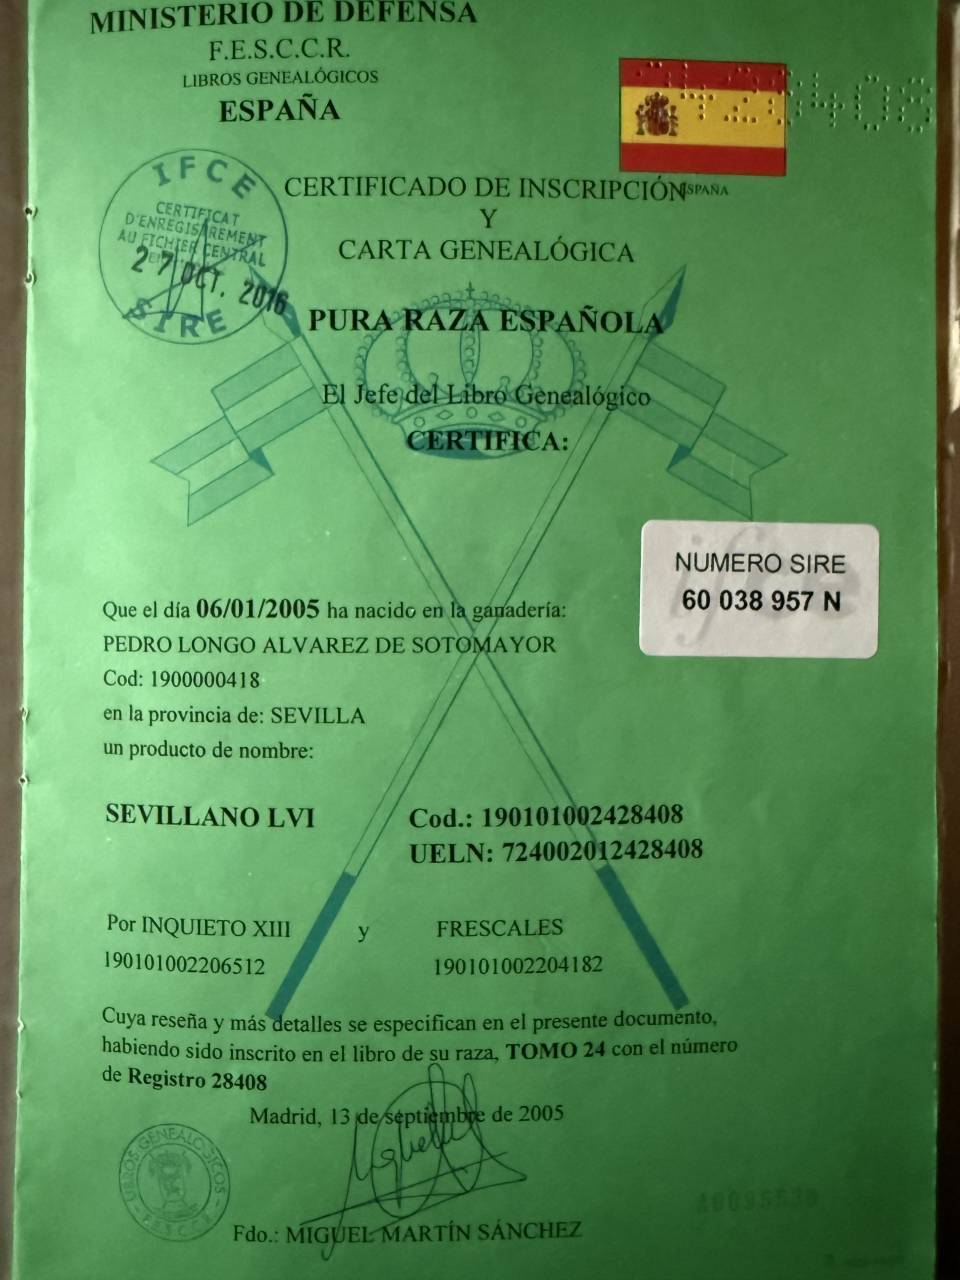 MINISTERIO DE DEFENSA
F.E.S.C.C.R.
LIBROS GENEALÓGICOS
ESPAÑA
28408
ESPAÑA
IFCE
CERTIFICAT
D'ENREGISTREMENT
AU FICHIER CENTRAL
27 OCT. 2016
SIRE
CERTIFICADO DE INSCRIPCIÓN
Y
CARTA GENEALÓGICA
PURA RAZA ESPAÑOLA
El Jefe del Libro Genealógico
CERTIFICA:
ifce
NUMERO SIRE
60 038 957 N
Que el día 06/01/2005 ha nacido en la ganadería:
PEDRO LONGO ALVAREZ DE SOTOMAYOR
Cod: 1900000418
en la provincia de: SEVILLA
un producto de nombre:
SEVILLANO LVI Cod.: 190101002428408
UELN: 724002012428408
Por INQUIETO XIII y FRESCALES
190101002206512 190101002204182
Cuya reseña y más detalles se especifican en el presente documento,
habiendo sido inscrito en el libro de su raza, TOMO 24 con el número
de Registro 28408
Madrid, 13 de septiembre de 2005
LIBROS GENEALOGICOS
F.E.S.C.C.R.
Fdo.: MIGUEL MARTÍN SÁNCHEZ